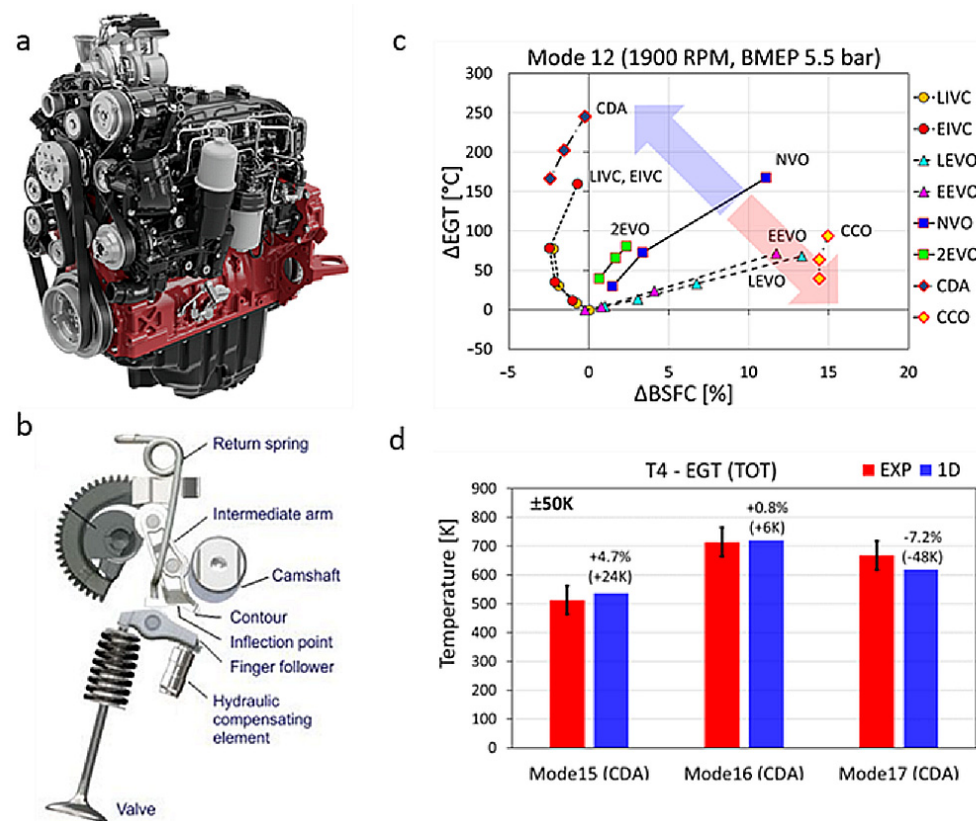 a
b
Return spring
Intermediate arm
Camshaft
Contour
Inflection point
Finger follower
Hydraulic
compensating
element
Valve
c
Mode 12 (1900 RPM, BMEP 5.5 bar)
ΔEGT [°C]
300
250
200
150
100
50
0
−50
−5
0
5
10
15
20
ΔBSFC [%]
CDA
LIVC, EIVC
NVO
2EVO
EEVO
LEVO
CCO
LIVC
EIVC
LEVO
EEVO
NVO
2EVO
CDA
CCO
d
T4 - EGT (TOT)
EXP
1D
±50K
Temperature [K]
900
800
700
600
500
400
300
200
100
0
+4.7%
(+24K)
+0.8%
(+6K)
-7.2%
(-48K)
Mode15 (CDA)
Mode16 (CDA)
Mode17 (CDA)